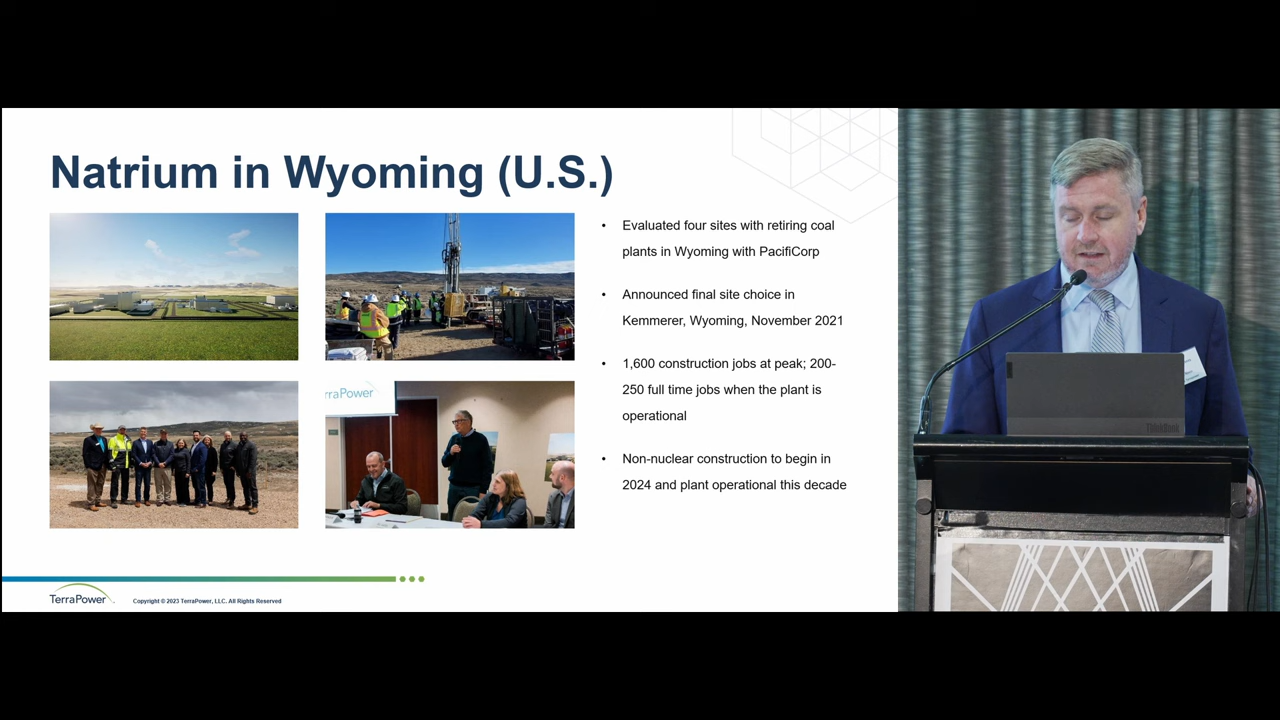 Natrium in Wyoming (U.S.)
• Evaluated four sites with retiring coal
plants in Wyoming with PacifiCorp
• Announced final site choice in
Kemmerer, Wyoming, November 2021
• 1,600 construction jobs at peak; 200-
250 full time jobs when the plant is
operational
• Non-nuclear construction to begin in
2024 and plant operational this decade
rraPower
TerraPower
Copyright © 2023 TerraPower, LLC. All Rights Reserved
ThinkBook